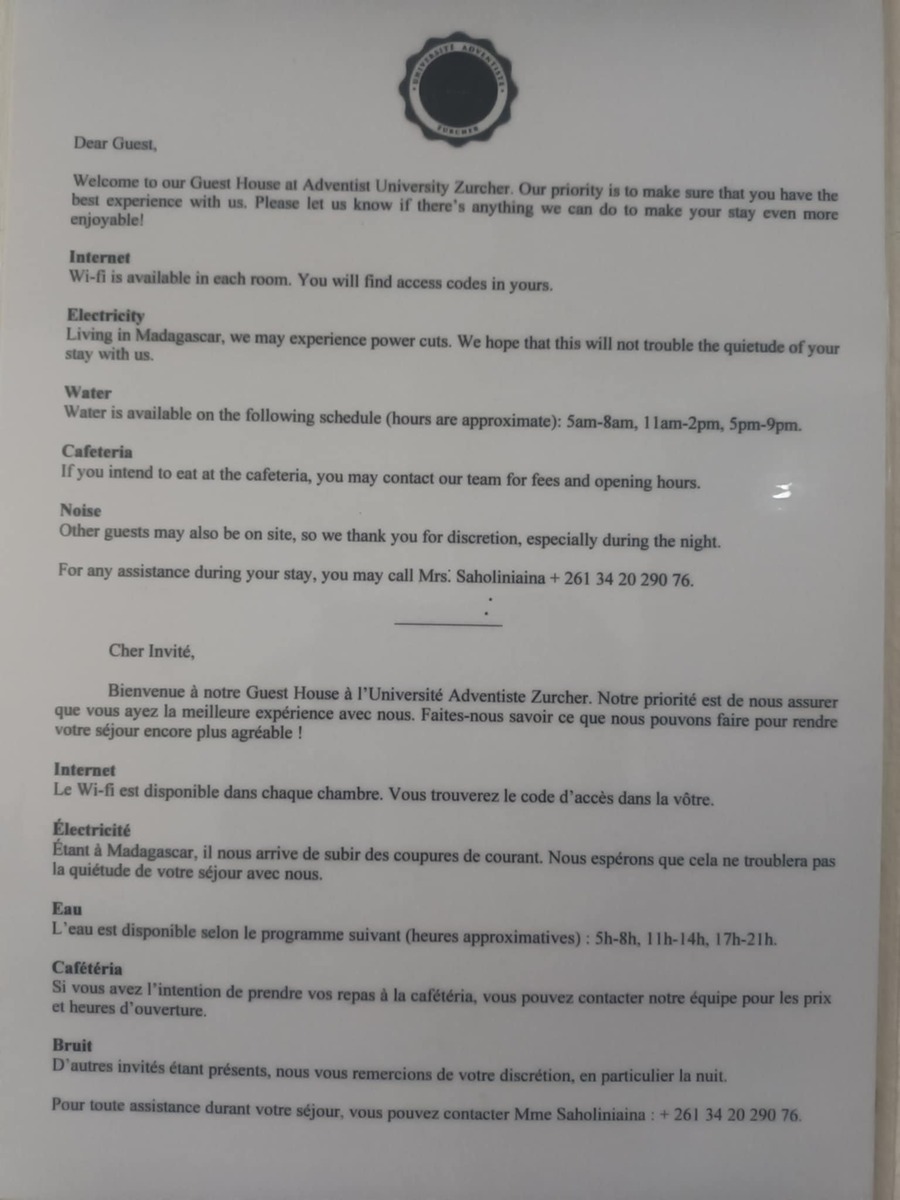 UNIVERSITÉ ADVENTISTE
ZURCHER
Dear Guest,
Welcome to our Guest House at Adventist University Zurcher. Our priority is to make sure that you have the
best experience with us. Please let us know if there's anything we can do to make your stay even more
enjoyable!
Internet
Wi-fi is available in each room. You will find access codes in yours.
Electricity
Living in Madagascar, we may experience power cuts. We hope that this will not trouble the quietude of your
stay with us.
Water
Water is available on the following schedule (hours are approximate): 5am-8am, 11am-2pm, 5pm-9pm.
Cafeteria
If you intend to eat at the cafeteria, you may contact our team for fees and opening hours.
Noise
Other guests may also be on site, so we thank you for discretion, especially during the night.
For any assistance during your stay, you may call Mrs. Saholiniaina + 261 34 20 290 76.
Cher Invité,
Bienvenue à notre Guest House à l'Université Adventiste Zurcher. Notre priorité est de nous assurer
que vous ayez la meilleure expérience avec nous. Faites-nous savoir ce que nous pouvons faire pour rendre
votre séjour encore plus agréable !
Internet
Le Wi-fi est disponible dans chaque chambre. Vous trouverez le code d'accès dans la vôtre.
Électricité
Étant à Madagascar, il nous arrive de subir des coupures de courant. Nous espérons que cela ne troublera pas
la quiétude de votre séjour avec nous.
Eau
L'eau est disponible selon le programme suivant (heures approximatives) : 5h-8h, 11h-14h, 17h-21h.
Cafétéria
Si vous avez l'intention de prendre vos repas à la cafétéria, vous pouvez contacter notre équipe pour les prix
et heures d'ouverture.
Bruit
D'autres invités étant présents, nous vous remercions de votre discrétion, en particulier la nuit.
Pour toute assistance durant votre séjour, vous pouvez contacter Mme Saholiniaina : + 261 34 20 290 76.